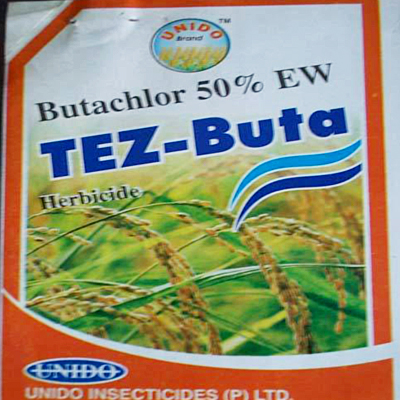 UNIDO
Brand
TM
Butachlor 50% EW
TEZ-Buta
Herbicide
UNIDO
UNIDO INSECTICIDES (P) LTD.